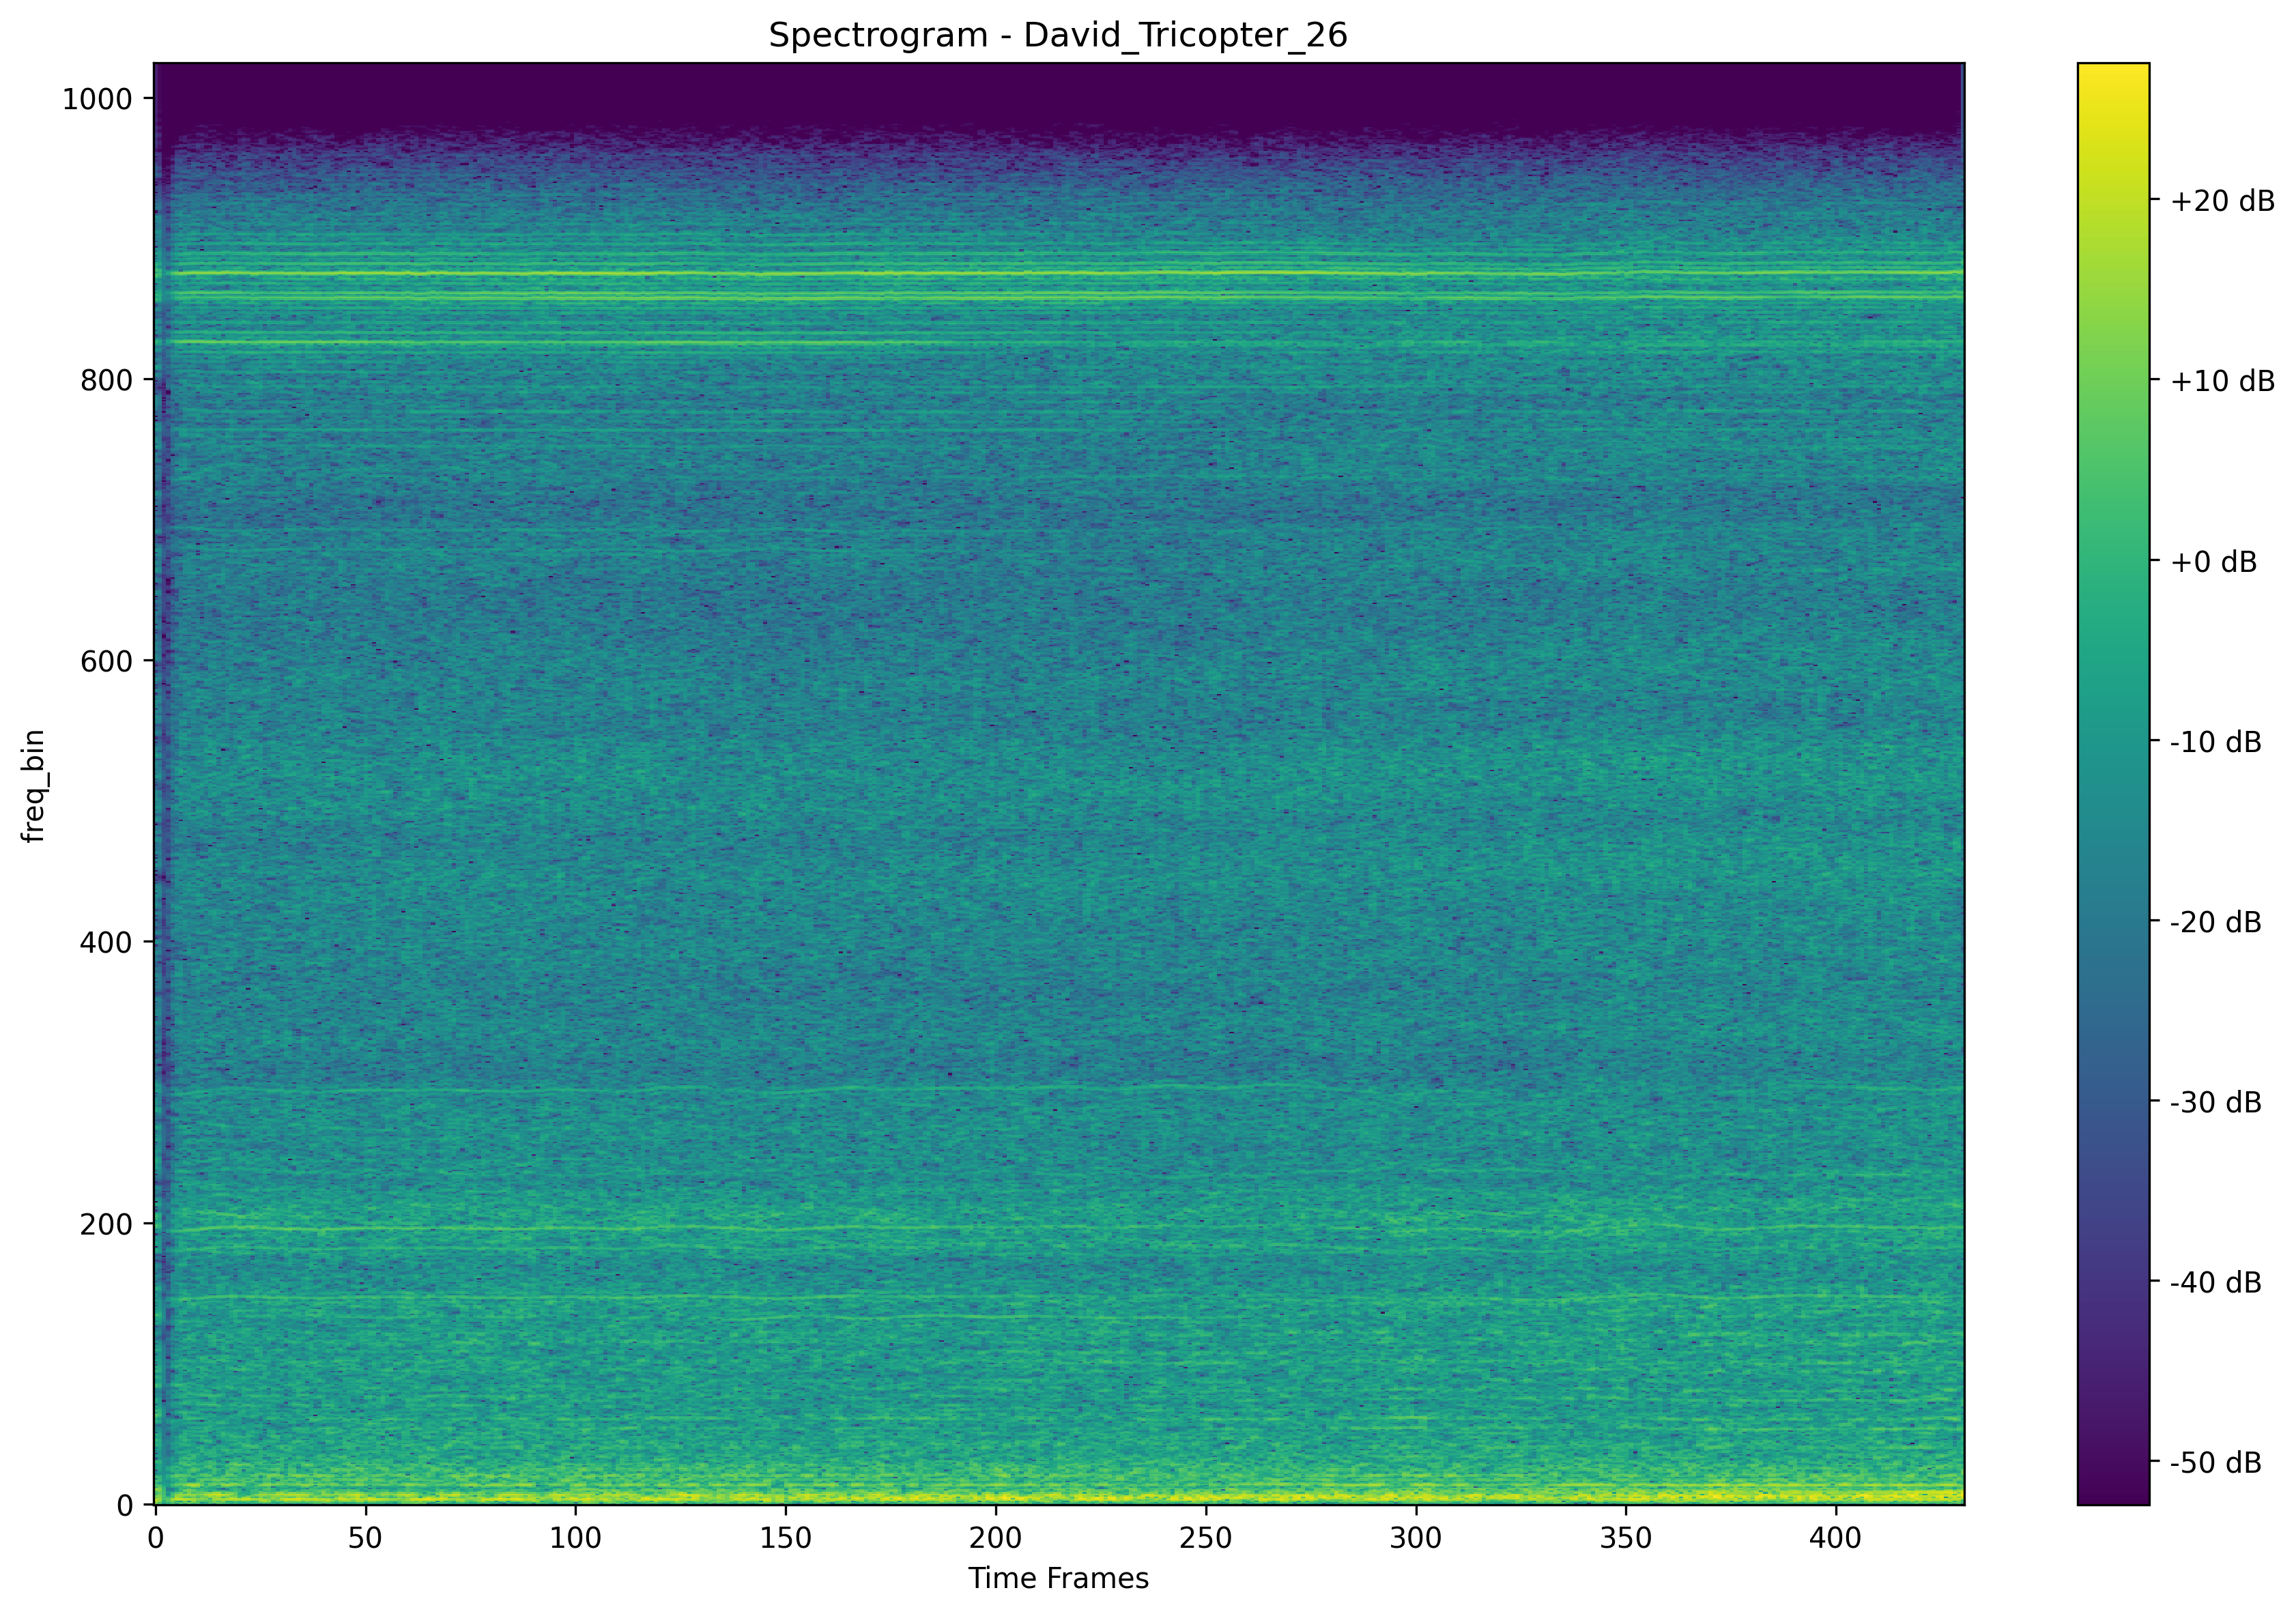 Spectrogram - David_Tricopter_26
1000
800
600
400
200
0
freq_bin
0 50 100 150 200 250 300 350 400
Time Frames
+20 dB
+10 dB
+0 dB
-10 dB
-20 dB
-30 dB
-40 dB
-50 dB